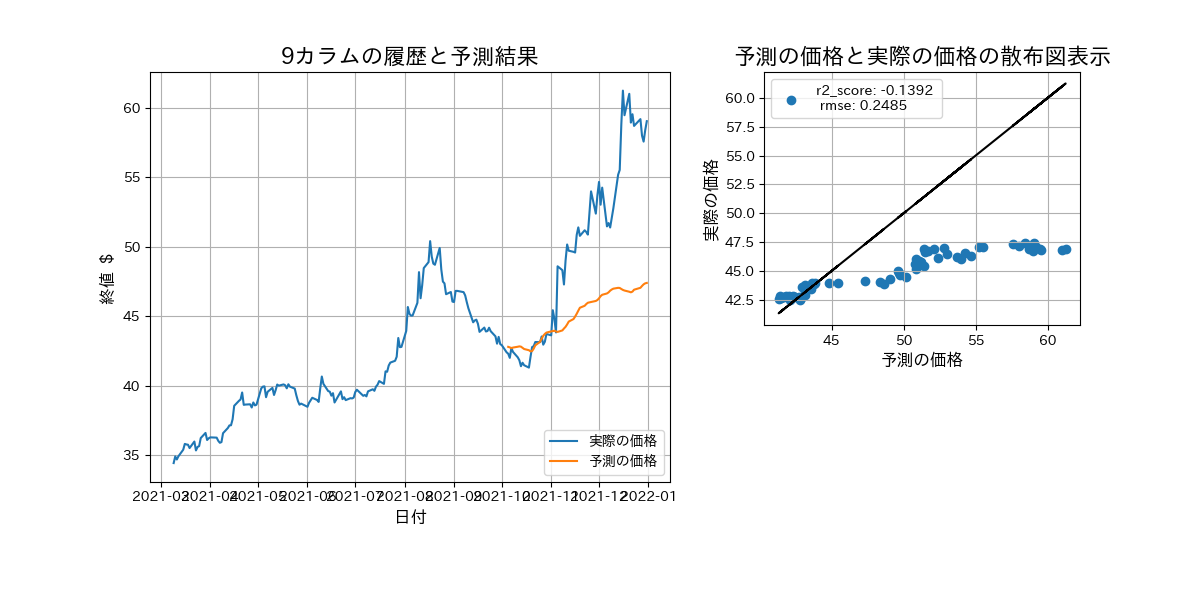 9カラムの履歴と予測結果
終値 $
60
55
50
45
40
35
2021-03 2021-04 2021-05 2021-06 2021-07 2021-08 2021-09 2021-10 2021-11 2021-12 2022-01
日付
実際の価格
予測の価格
予測の価格と実際の価格の散布図表示
実際の価格
60.0
57.5
55.0
52.5
50.0
47.5
45.0
42.5
r2_score: -0.1392
rmse: 0.2485
45 50 55 60
予測の価格